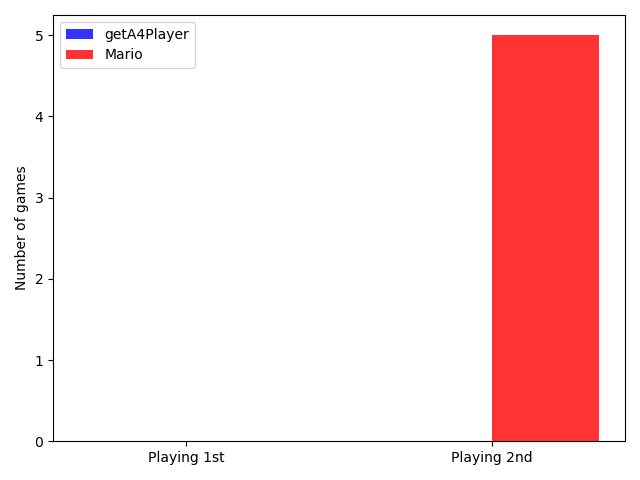 getA4Player
Mario
Number of games
5
4
3
2
1
0
Playing 1st
Playing 2nd